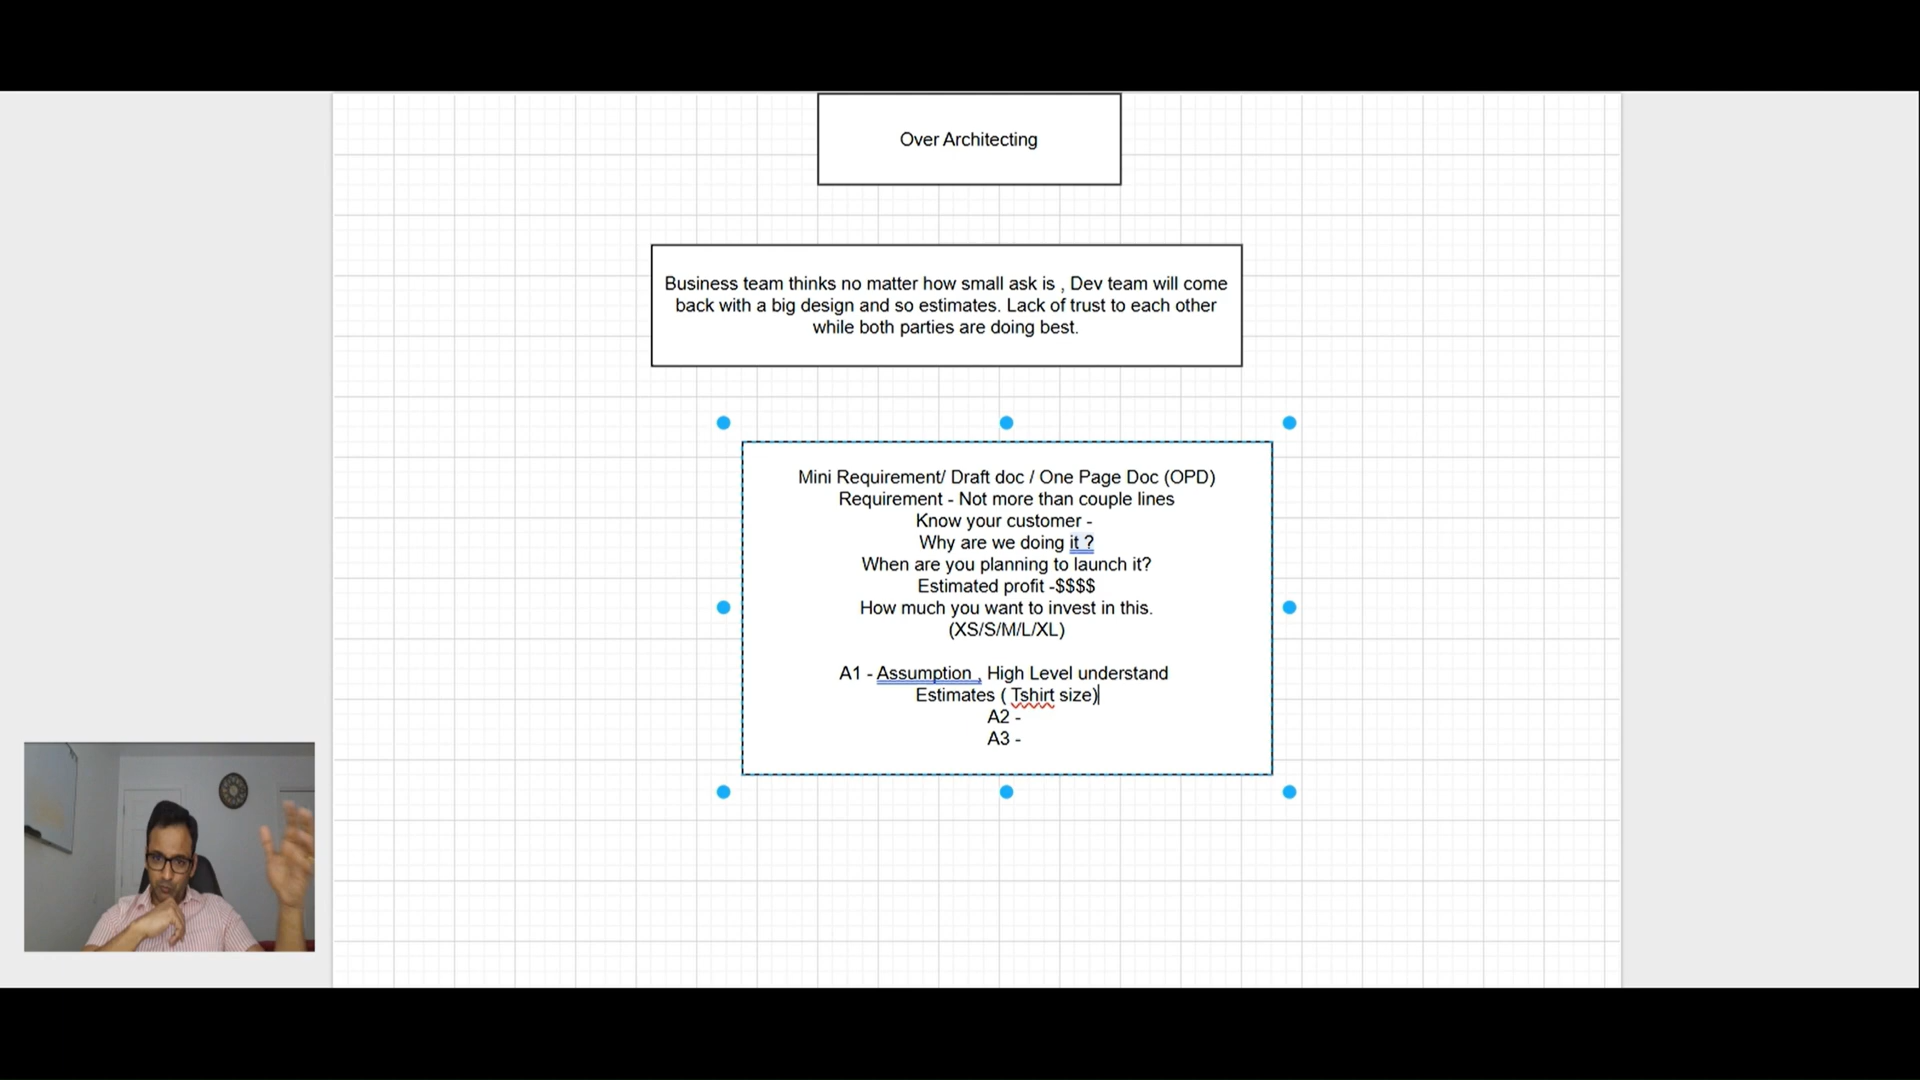 Over Architecting
Business team thinks no matter how small ask is , Dev team will come
back with a big design and so estimates. Lack of trust to each other
while both parties are doing best.
Mini Requirement/ Draft doc / One Page Doc (OPD)
Requirement - Not more than couple lines
Know your customer -
Why are we doing it ?
When are you planning to launch it?
Estimated profit -$$$$
How much you want to invest in this.
(XS/S/M/L/XL)
A1 - Assumption , High Level understand
Estimates ( Tshirt size)
A2 -
A3 -